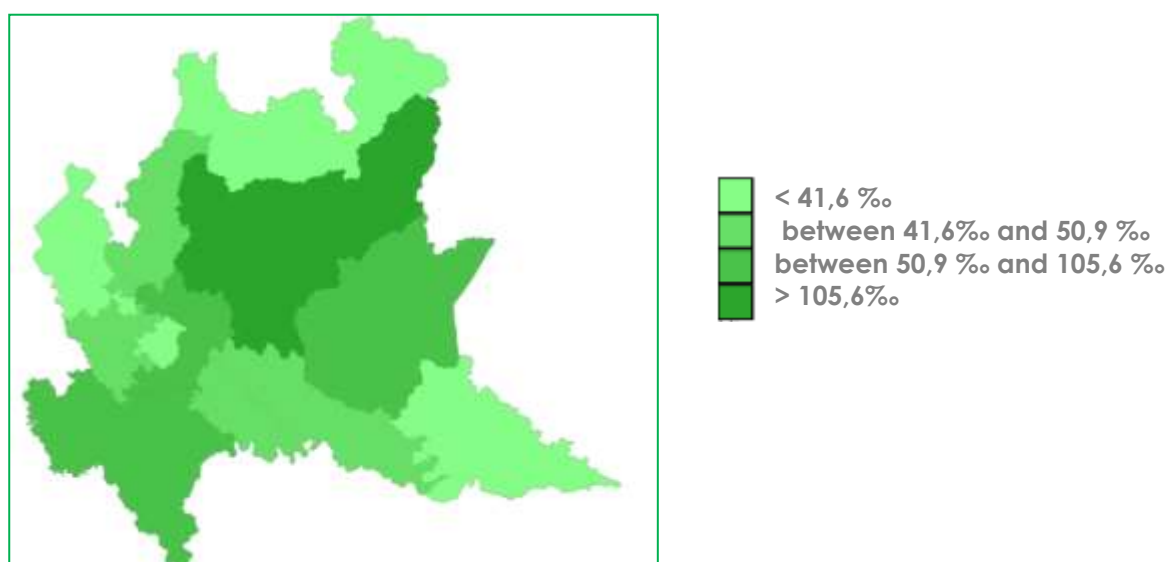 < 41,6 ‰
between 41,6‰ and 50,9 ‰
between 50,9 ‰ and 105,6 ‰
> 105,6‰